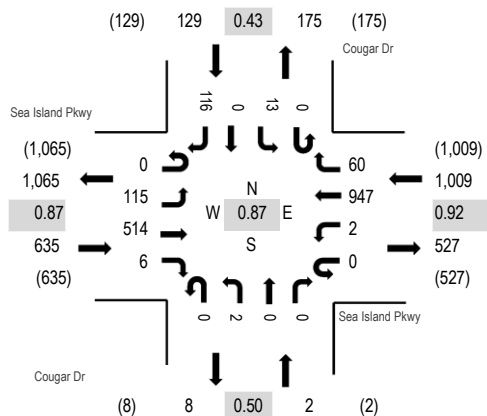 (129) 129 0.43 175 (175)
Cougar Dr
116 0 13 0
Sea Island Pkwy
(1,065) 0 60 (1,009)
1,065 115 N 947 1,009
0.87 514 W 0.87 E 2 0.92
635 6 S 0 527
(635) (527)
0 2 0 0
Sea Island Pkwy
Cougar Dr
(8) 8 0.50 2 (2)